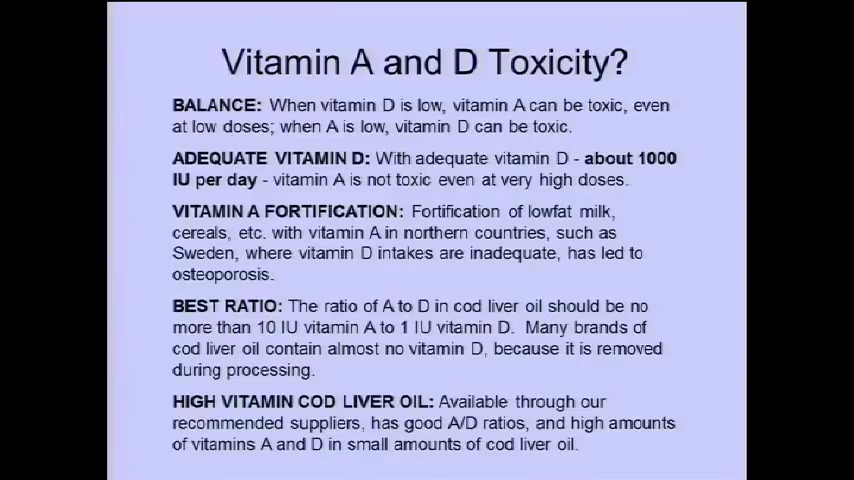 Vitamin A and D Toxicity?
BALANCE: When vitamin D is low, vitamin A can be toxic, even
at low doses; when A is low, vitamin D can be toxic.
ADEQUATE VITAMIN D: With adequate vitamin D - about 1000
IU per day - vitamin A is not toxic even at very high doses.
VITAMIN A FORTIFICATION: Fortification of lowfat milk,
cereals, etc. with vitamin A in northern countries, such as
Sweden, where vitamin D intakes are inadequate, has led to
osteoporosis.
BEST RATIO: The ratio of A to D in cod liver oil should be no
more than 10 IU vitamin A to 1 IU vitamin D. Many brands of
cod liver oil contain almost no vitamin D, because it is removed
during processing.
HIGH VITAMIN COD LIVER OIL: Available through our
recommended suppliers, has good A/D ratios, and high amounts
of vitamins A and D in small amounts of cod liver oil.